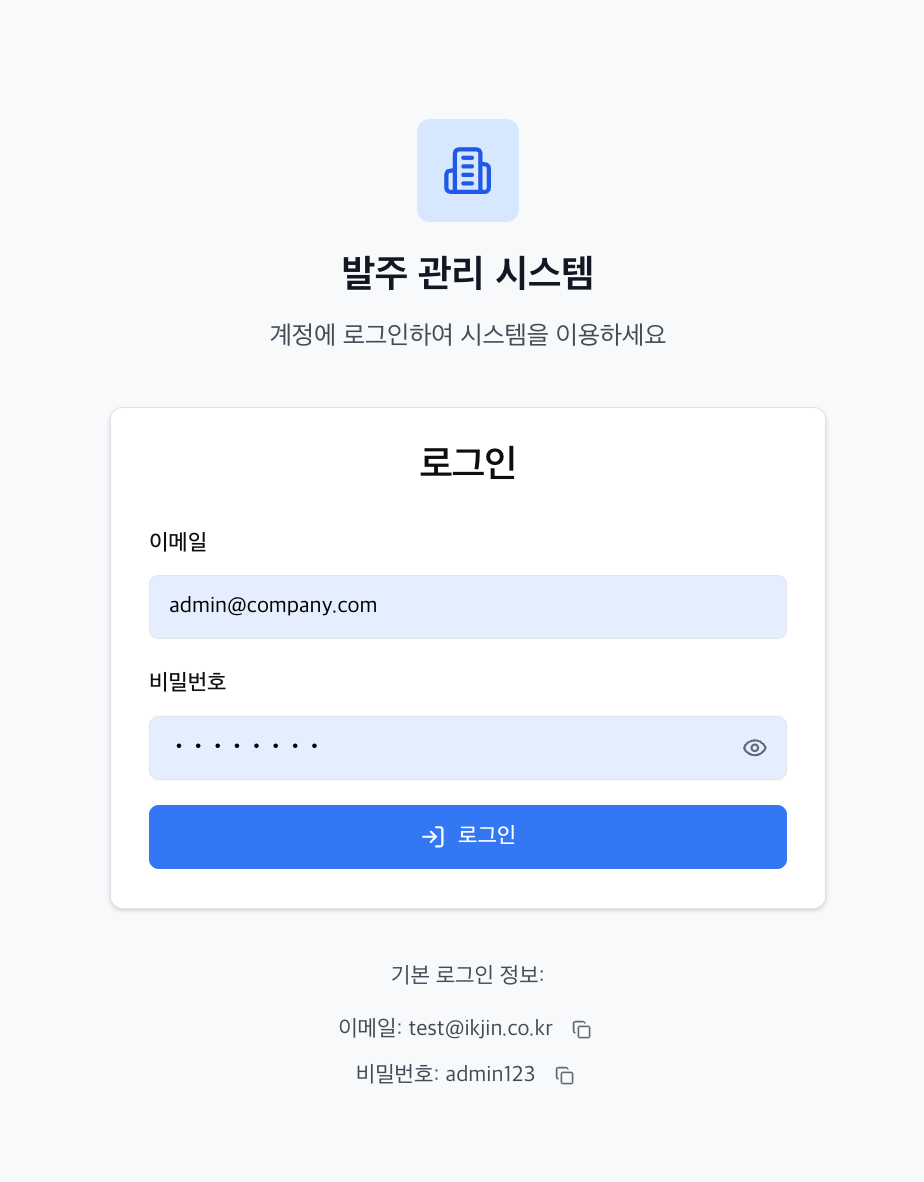 발주 관리 시스템
계정에 로그인하여 시스템을 이용하세요
로그인
이메일
admin@company.com
비밀번호
••••••••
로그인
기본 로그인 정보:
이메일: test@ikjin.co.kr
비밀번호: admin123